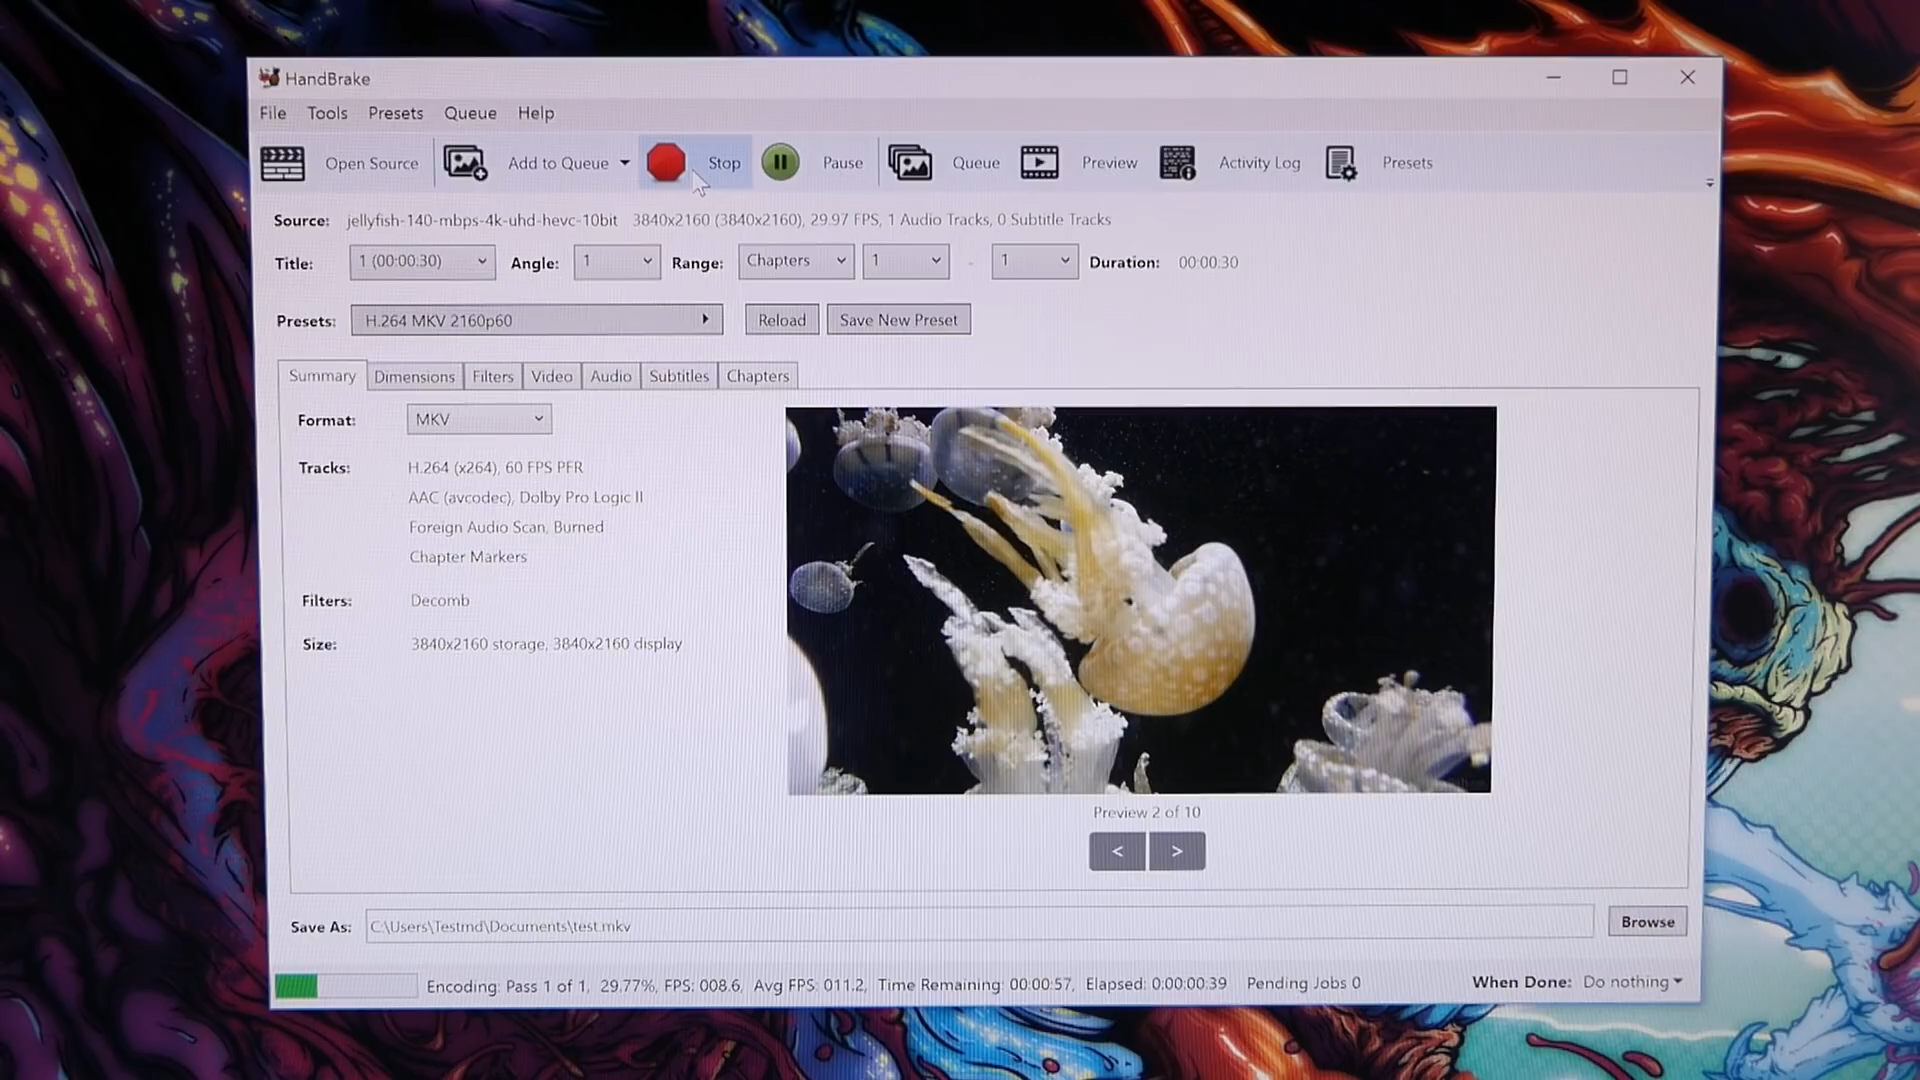 HandBrake
File Tools Presets Queue Help
Open Source Add to Queue Stop Pause Queue Preview Activity Log Presets
Source: jellyfish-140-mbps-4k-uhd-hevc-10bit 3840x2160 (3840x2160), 29.97 FPS, 1 Audio Tracks, 0 Subtitle Tracks
Title: 1 (00:00:30) Angle: 1 Range: Chapters 1 - 1 Duration: 00:00:30
Presets: H.264 MKV 2160p60 Reload Save New Preset
Summary Dimensions Filters Video Audio Subtitles Chapters
Format: MKV
Tracks: H.264 (x264), 60 FPS PFR
AAC (avcodec), Dolby Pro Logic II
Foreign Audio Scan, Burned
Chapter Markers
Filters: Decomb
Size: 3840x2160 storage, 3840x2160 display
Preview 2 of 10
< >
Save As: C:\Users\Testmd\Documents\test.mkv Browse
Encoding: Pass 1 of 1, 29.77%, FPS: 008.6, Avg FPS: 011.2, Time Remaining: 00:00:57, Elapsed: 0:00:00:39 Pending Jobs 0 When Done: Do nothing